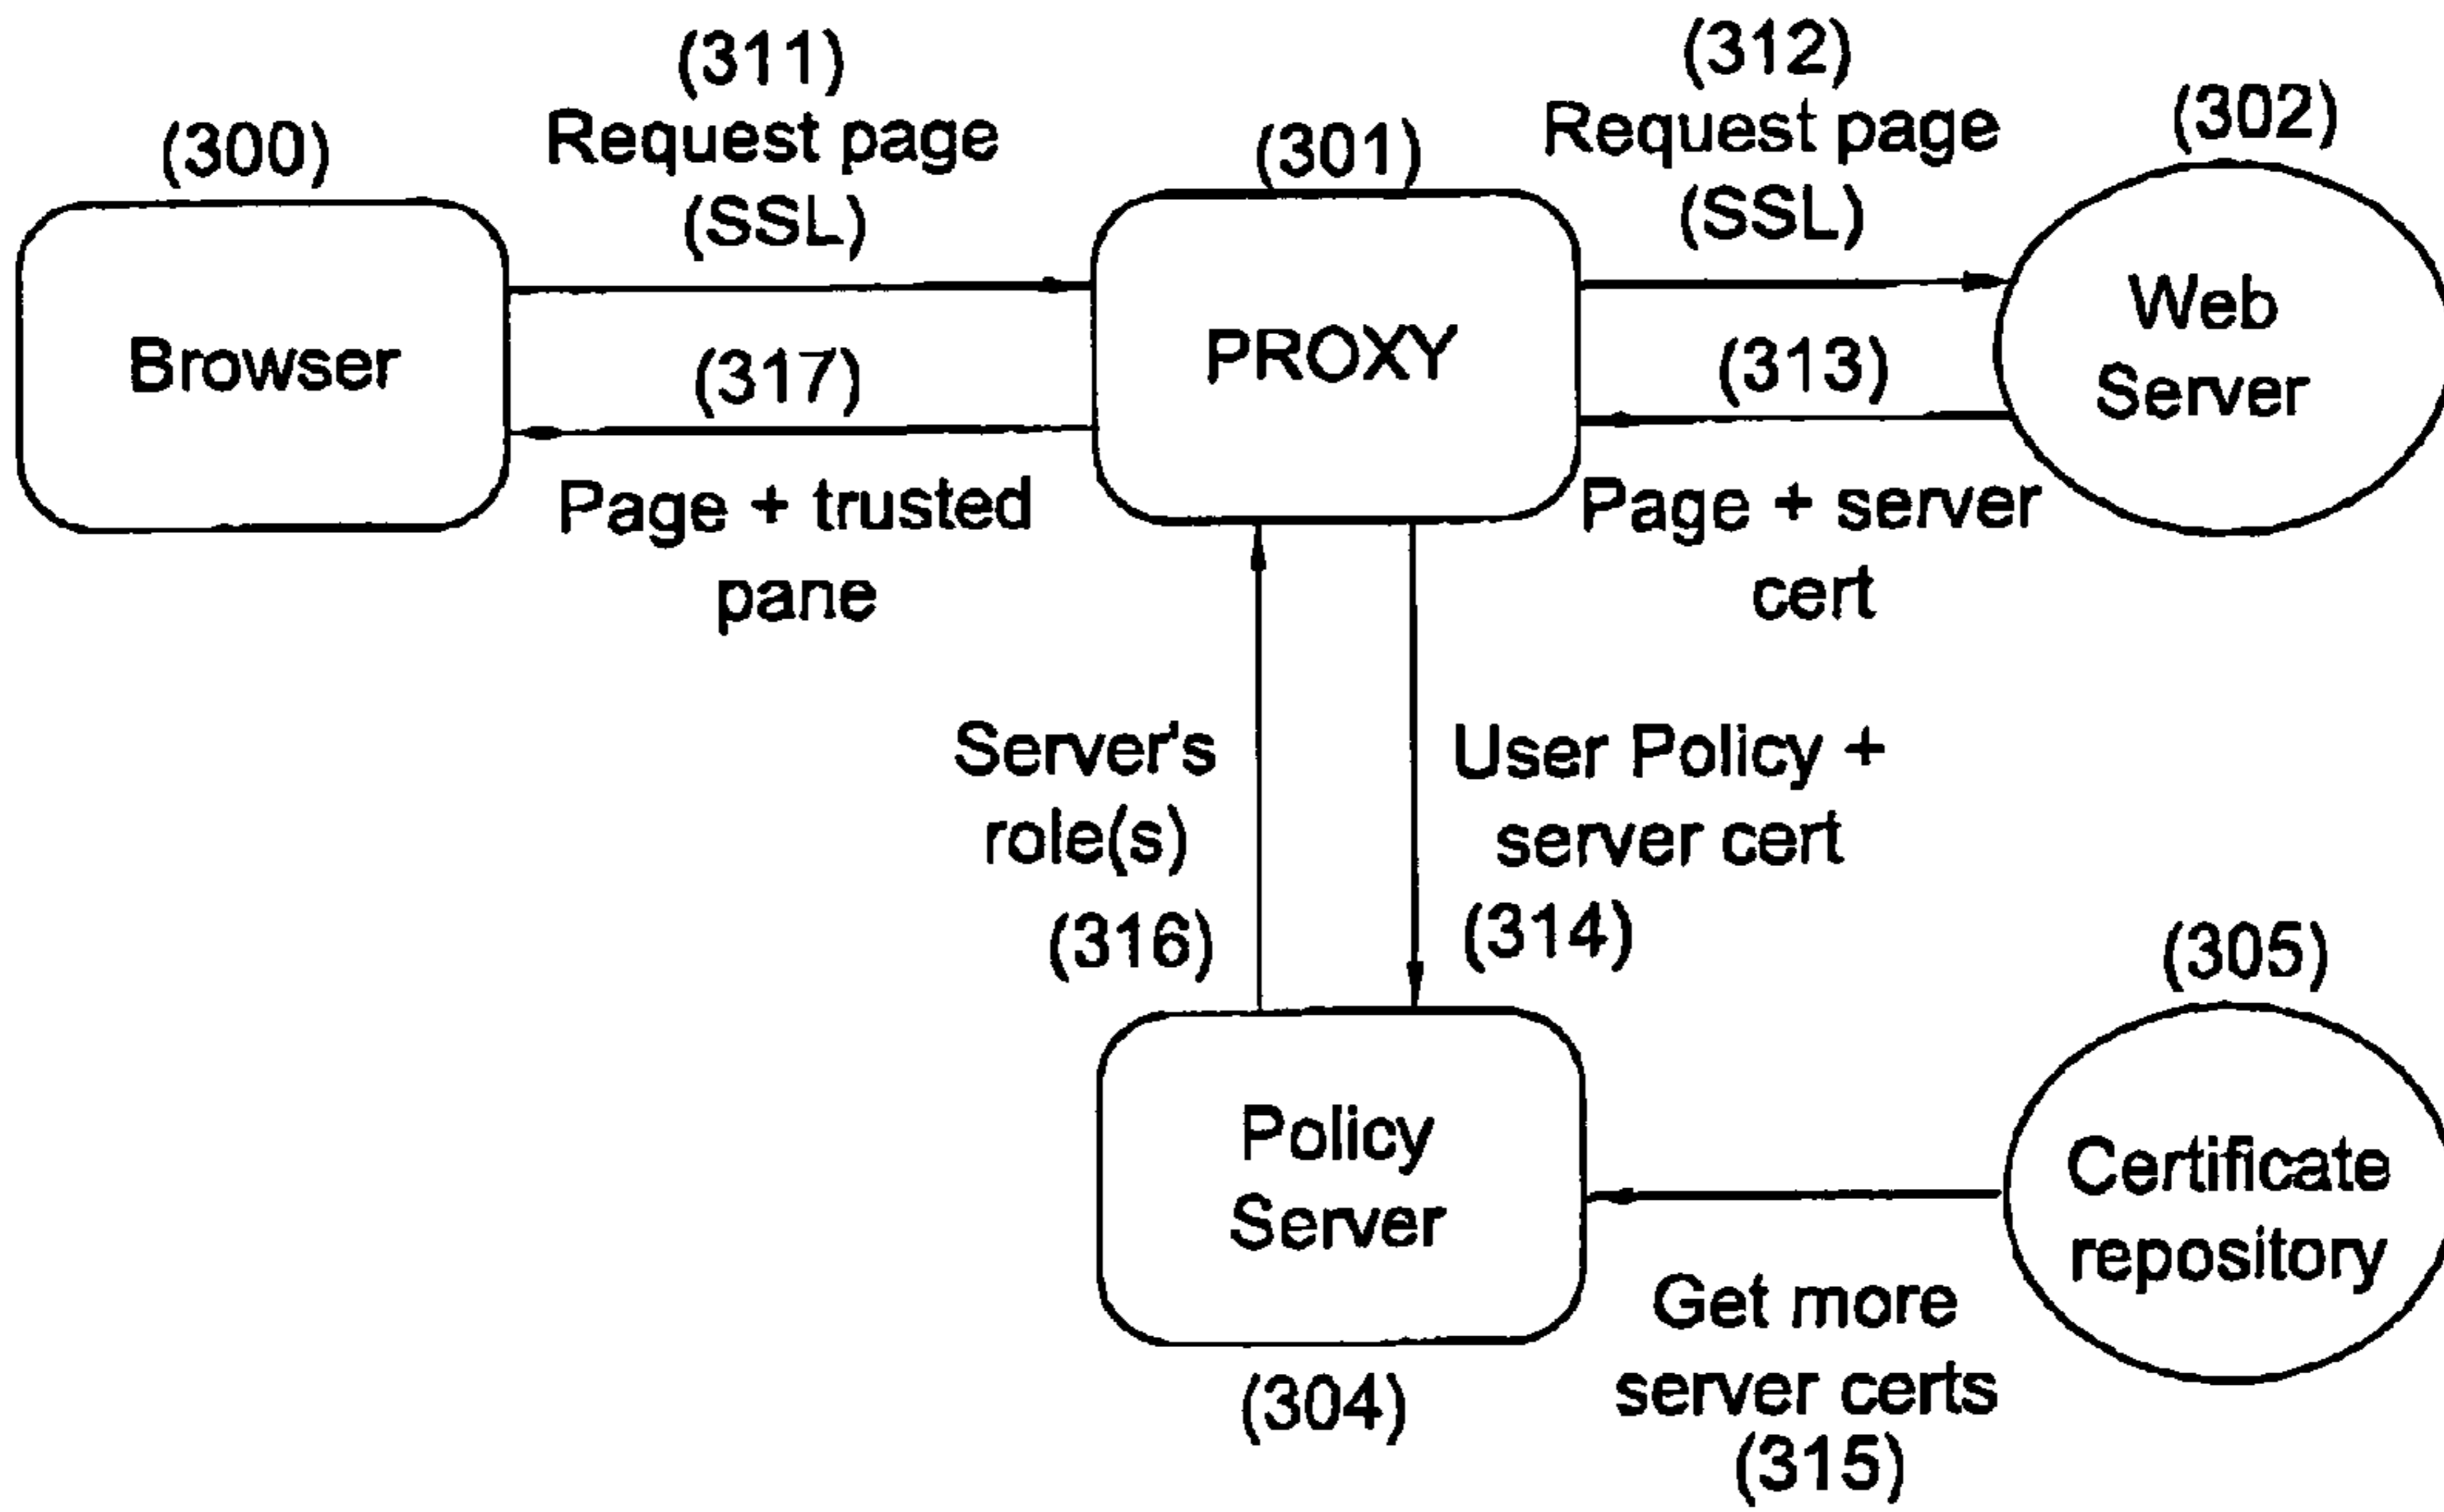 (311)
Request page
(SSL)
(312)
Request page
(SSL)
(300)
(301)
(302)
Browser
(317)
PROXY
(313)
Web
Server
Page + trusted
pane
Page + server
cert
Server's
role(s)
(316)
User Policy +
server cert
(314)
(305)
Policy
Server
(304)
Certificate
repository
Get more
server certs
(315)